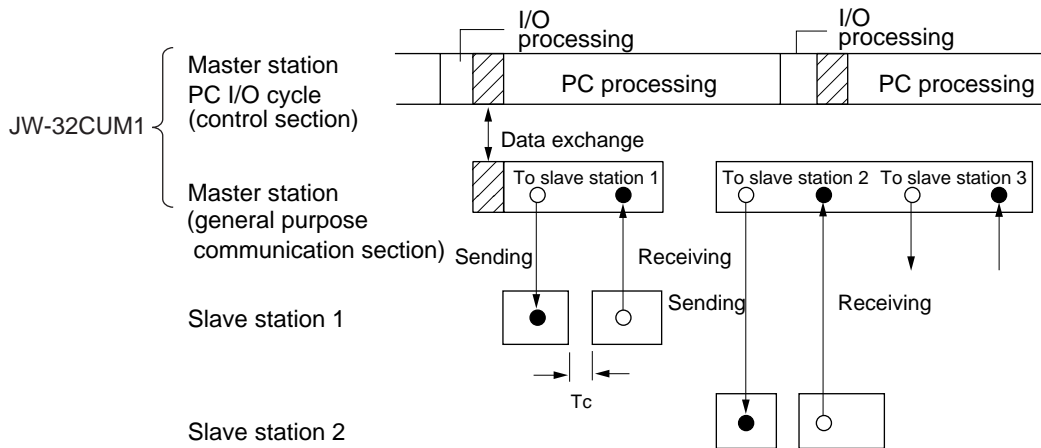 I/O
processing
I/O
processing
Master station
PC I/O cycle
(control section)
PC processing
PC processing
JW-32CUM1
Data exchange
Master station
(general purpose
communication section)
To slave station 1
To slave station 2
To slave station 3
Sending
Receiving
Slave station 1
Sending
Receiving
Tc
Slave station 2